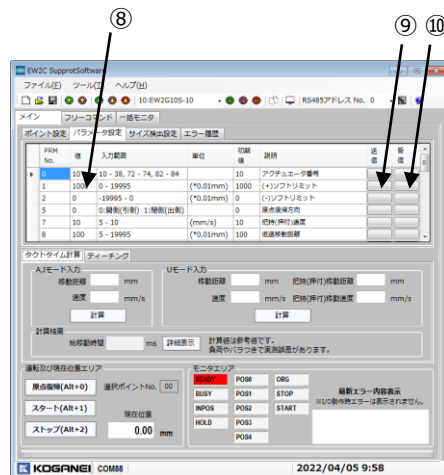 ⑧ ⑨ ⑩
EW2C SupprotSoftware
ファイル(F) ツール(T) ヘルプ(H)
10:EW2G105-10 RS485アドレス No. 0
メイン フリーコマンド 一括モニタ
ポイント設定 パラメータ設定 サイズ検出設定 エラー履歴
PRM No. 値 入力範囲 単位 初期値 説明 送信 受信
0 10 10 - 38, 72 - 74, 82 - 84 10 アクチュエータ番号
1 1000 0 - 19995 (*0.01mm) 1000 (+)ソフトリミット
2 0 -19995 - 0 (*0.01mm) 0 (-)ソフトリミット
5 0 0:開側(引側) 1:閉側(出側) 0 原点復帰方向
7 10 5 - 10 (mm/s) 10 把持(押付)速度
8 100 5 - 19995 (*0.01mm) 100 低速移動距離
タクトタイム計算 ティーチング
A,Iモード入力 Uモード入力
移動距離 mm 移動距離 mm 把持(押付)移動距離 mm
速度 mm/s 速度 mm/s 把持(押付)移動速度 mm/s
計算 計算
計算結果
総移動時間 ms 詳細表示 計算値は参考値です。
負荷やバラつきで実測誤差があります。
運転及び現在位置エリア モニタエリア
原点復帰(Alt+0) 選択ポイントNo. 00 READY POS0 ORG
最新エラー内容表示
スタート(Alt+1) BUSY POS1 STOP
※I/O動作時エラーは表示されません。
現在位置 INPOS POS2 START
ストップ(Alt+2) 0.00 mm HOLD POS3
POS4
KOGANEI COM88 2022/04/05 9:58